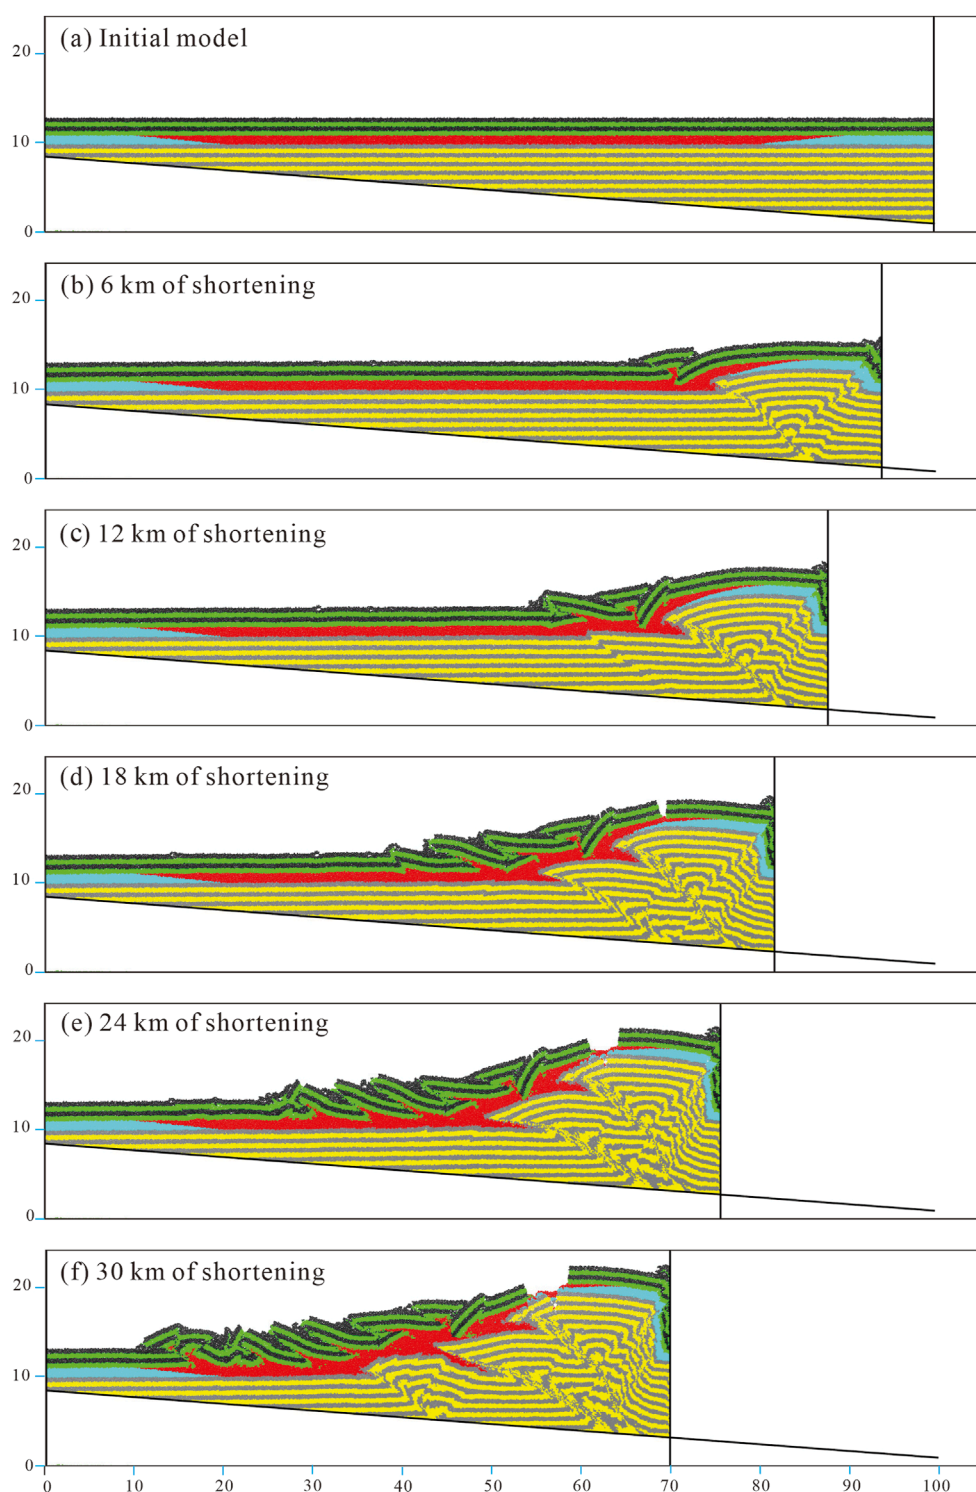 (a) Initial model
20
10
0
(b) 6 km of shortening
20
10
0
(c) 12 km of shortening
20
10
0
(d) 18 km of shortening
20
10
0
(e) 24 km of shortening
20
10
0
(f) 30 km of shortening
20
10
0
0 10 20 30 40 50 60 70 80 90 100